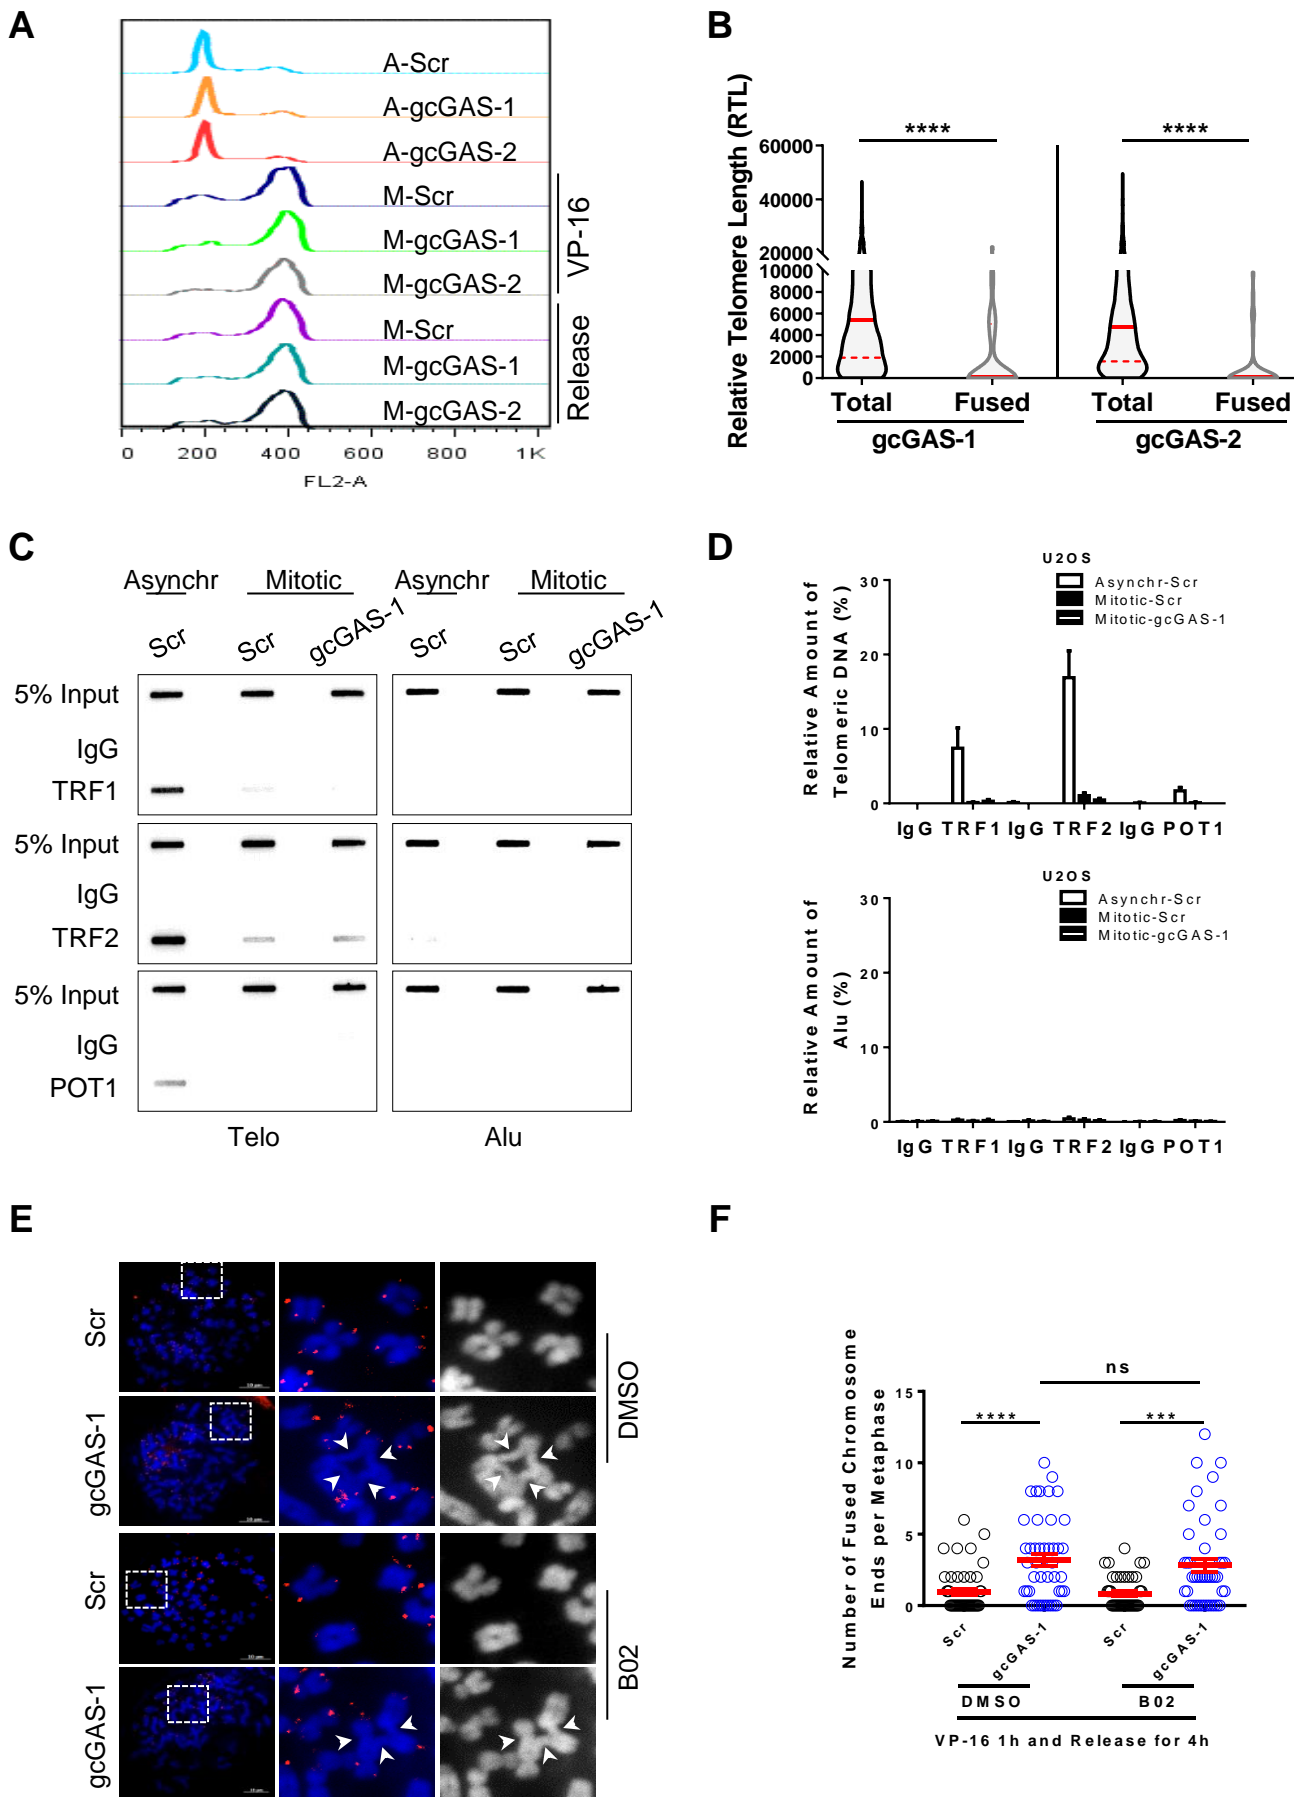 A
A-Scr
A-gcGAS-1
A-gcGAS-2
M-Scr
M-gcGAS-1
M-gcGAS-2
M-Scr
M-gcGAS-1
M-gcGAS-2
VP-16
Release
0 200 400 600 800 1K
FL2-A
B
Relative Telomere Length (RTL)
60000
40000
20000
10000
8000
6000
4000
2000
0
****
****
Total Fused Total Fused
gcGAS-1 gcGAS-2
C
Asynchr Mitotic Asynchr Mitotic
Scr Scr gcGAS-1 Scr Scr gcGAS-1
5% Input
IgG
TRF1
5% Input
IgG
TRF2
5% Input
IgG
POT1
Telo Alu
D
U2OS
Asynchr-Scr
Mitotic-Scr
Mitotic-gcGAS-1
Relative Amount of
Telomeric DNA (%)
30
20
10
0
IgG TRF1 IgG TRF2 IgG POT1
U2OS
Asynchr-Scr
Mitotic-Scr
Mitotic-gcGAS-1
Relative Amount of
Alu (%)
30
20
10
0
IgG TRF1 IgG TRF2 IgG POT1
E
Scr
gcGAS-1
DMSO
Scr
gcGAS-1
B02
F
Number of Fused Chromosome
Ends per Metaphase
15
10
5
0
ns
****
***
Scr gcGAS-1 Scr gcGAS-1
DMSO B02
VP-16 1h and Release for 4h